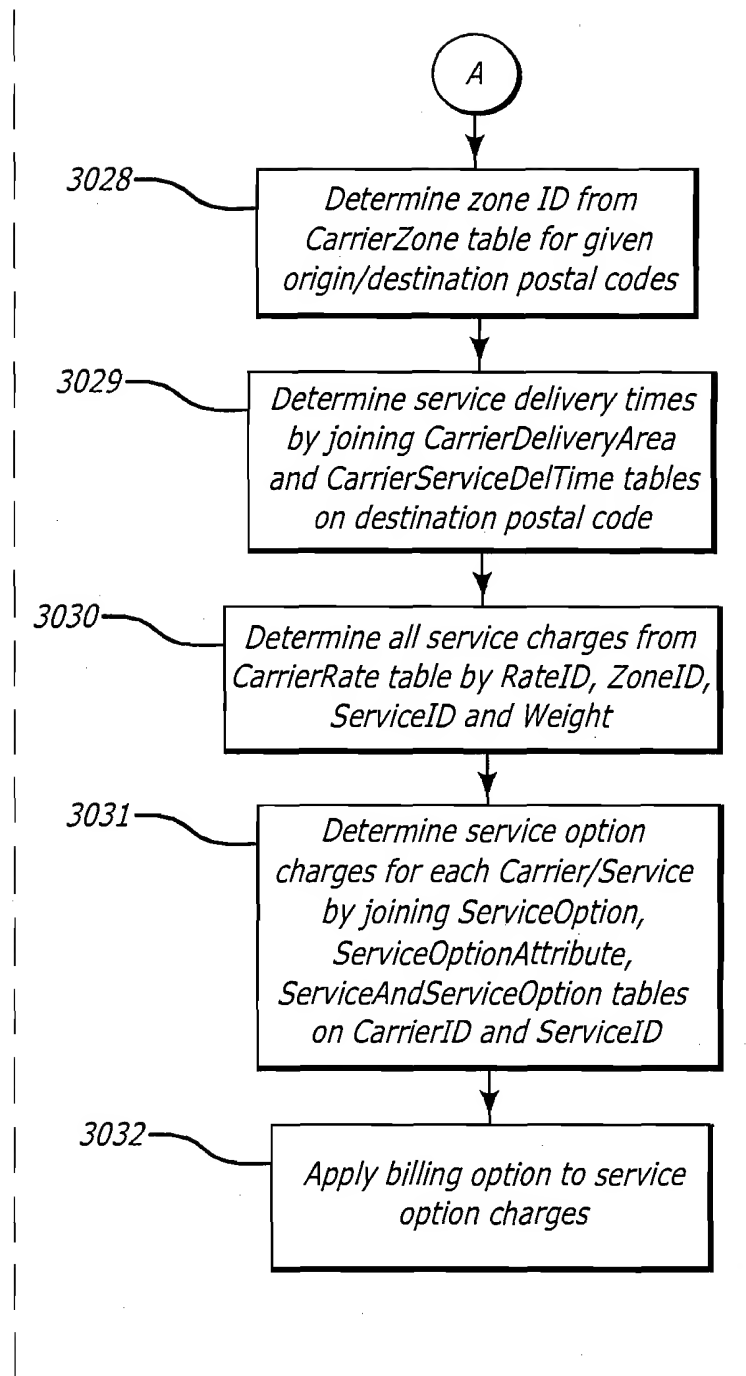 A
3028
Determine zone ID from
CarrierZone table for given
origin/destination postal codes
3029
Determine service delivery times
by joining CarrierDeliveryArea
and CarrierServiceDelTime tables
on destination postal code
3030
Determine all service charges from
CarrierRate table by RateID, ZoneID,
ServiceID and Weight
3031
Determine service option
charges for each Carrier/Service
by joining ServiceOption,
ServiceOptionAttribute,
ServiceAndServiceOption tables
on CarrierID and ServiceID
3032
Apply billing option to service
option charges